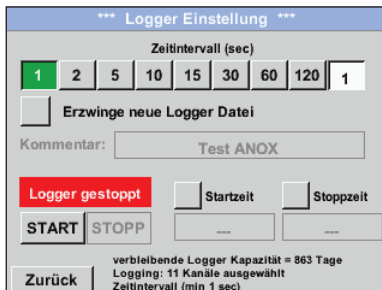 *** Logger Einstellung ***
Zeitintervall (sec)
1 2 5 10 15 30 60 120 1
Erzwinge neue Logger Datei
Kommentar: Test ANOX
Logger gestoppt Startzeit Stoppzeit
START STOPP --- ---
verbleibende Logger Kapazität = 863 Tage
Logging: 11 Kanäle ausgewählt
Zurück Zeitintervall (min 1 sec)